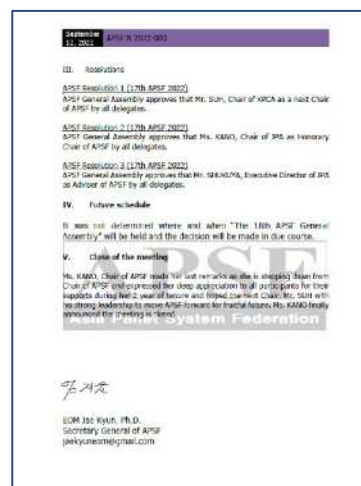 September
12, 2022
APSF N 2022-003
III. Resolutions
APSF Resolution 1 (17th APSF 2022)
APSF General Assembly approves that Mr. SUH, Chair of KPCA as a next Chair
of APSF by all delegates.
APSF Resolution 2 (17th APSF 2022)
APSF General Assembly approves that Ms. KANO, Chair of JPA as Honorary
Chair of APSF by all delegates.
APSF Resolution 3 (17th APSF 2022)
APSF General Assembly approves that Mr. SHUKUYA, Executive Director of JPA
as Advisor of APSF by all delegates.
IV. Future schedule
It was not determined where and when "The 18th APSF General
Assembly" will be held and the decision will be made in due course.
V. Close of the meeting
Ms. KANO, Chair of APSF made her last remarks as she is stepping down from
Chair of APSF and expressed her deep appreciation to all participants for their
supports during her 2 year of tenure and hoped the next Chair, Mr. SUH with
his strong leadership to move APSF forward for fruitful future. Ms. KANO finally
announced the meeting is closed.
APSF
Asia Pallet System Federation
EOM Jae Kyun, Ph.D.
Secretary General of APSF
jaekyuneom@gmail.com